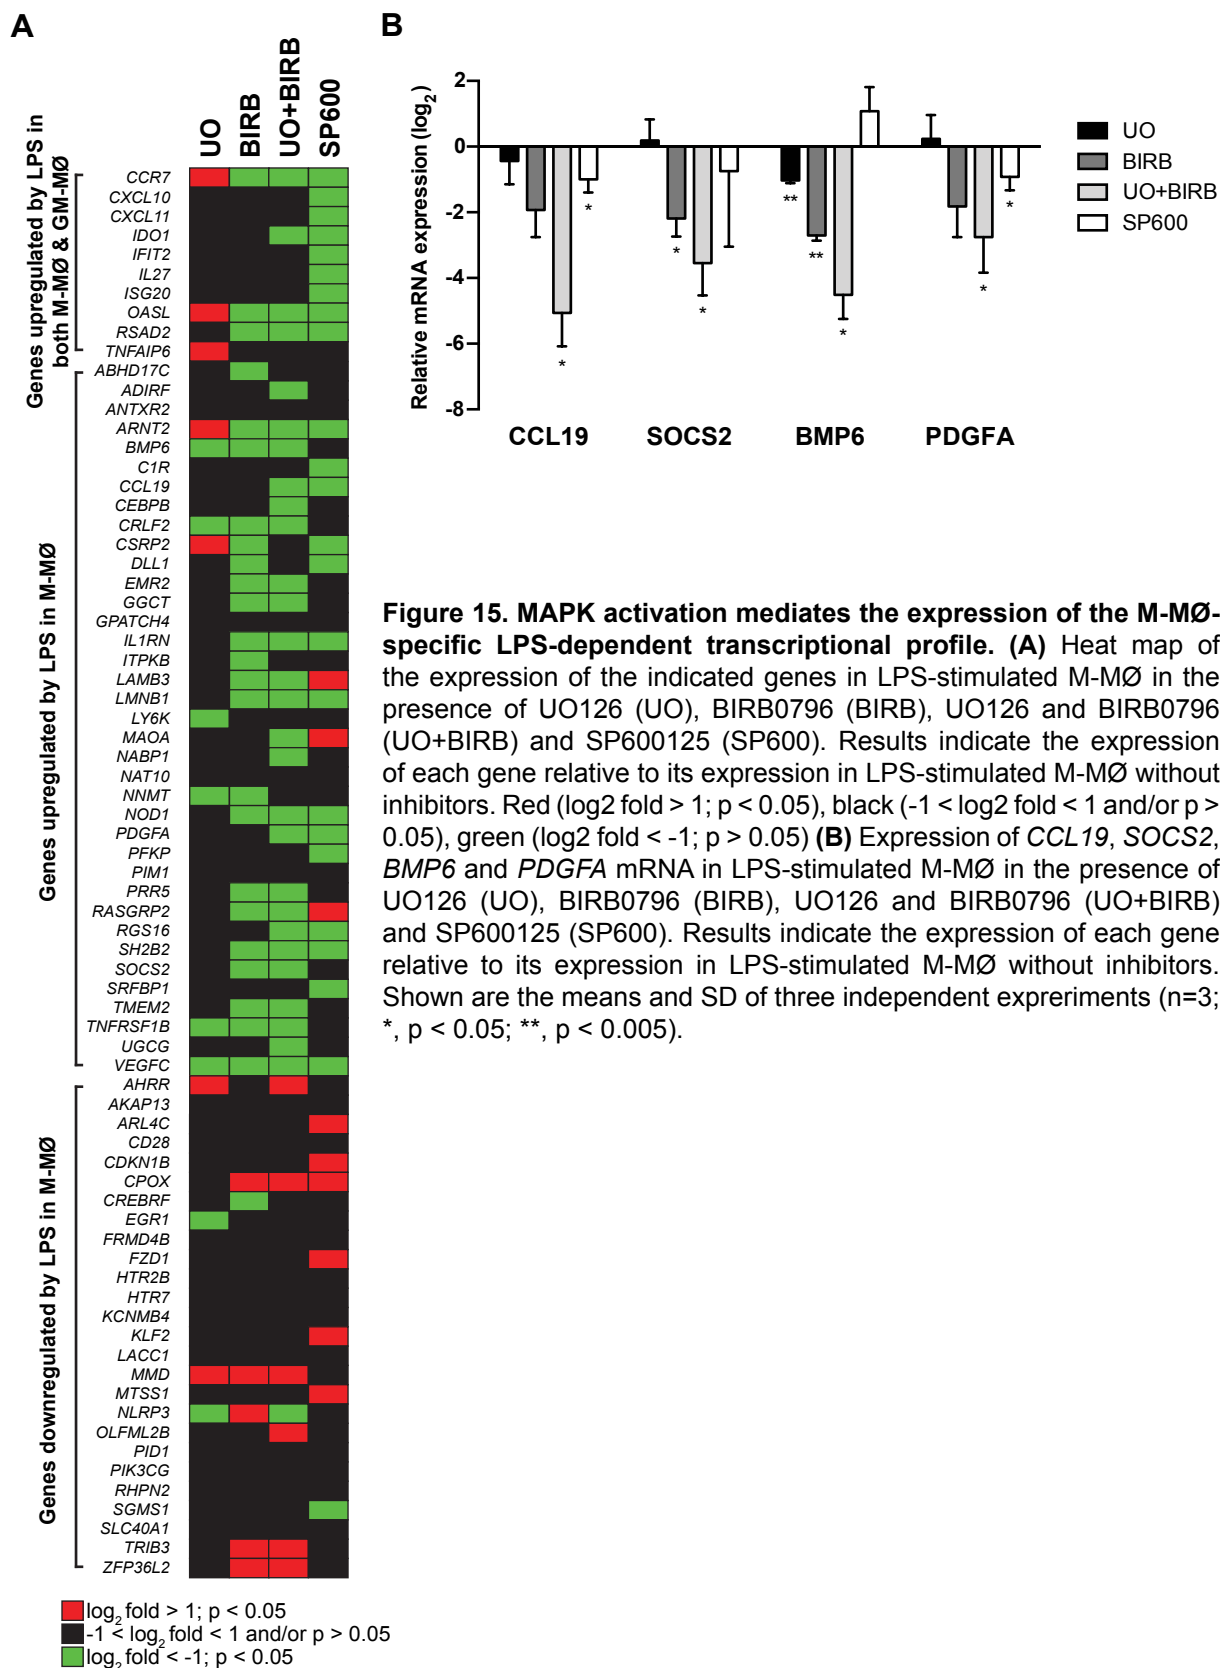 A
UO
BIRB
UO+BIRB
SP600
Genes upregulated by LPS in
both M-MØ & GM-MØ
CCR7
CXCL10
CXCL11
IDO1
IFIT2
IL27
ISG20
OASL
RSAD2
TNFAIP6
Genes upregulated by LPS in M-MØ
ABHD17C
ADIRF
ANTXR2
ARNT2
BMP6
C1R
CCL19
CEBPB
CRLF2
CSRP2
DLL1
EMR2
GGCT
GPATCH4
IL1RN
ITPKB
LAMB3
LMNB1
LY6K
MAOA
NABP1
NAT10
NNMT
NOD1
PDGFA
PFKP
PIM1
PRR5
RASGRP2
RGS16
SH2B2
SOCS2
SRFBP1
TMEM2
TNFRSF1B
UGCG
VEGFC
Genes downregulated by LPS in M-MØ
AHRR
AKAP13
ARL4C
CD28
CDKN1B
CPOX
CREBRF
EGR1
FRMD4B
FZD1
HTR2B
HTR7
KCNMB4
KLF2
LACC1
MMD
MTSS1
NLRP3
OLFML2B
PID1
PIK3CG
RHPN2
SGMS1
SLC40A1
TRIB3
ZFP36L2
log2 fold > 1; p < 0.05
-1 < log2 fold < 1 and/or p > 0.05
log2 fold < -1; p < 0.05
B
Relative mRNA expression (log2)
2
0
-2
-4
-6
-8
*
*
*
*
**
**
*
*
*
CCL19 SOCS2 BMP6 PDGFA
UO
BIRB
UO+BIRB
SP600
Figure 15. MAPK activation mediates the expression of the M-MØ-
specific LPS-dependent transcriptional profile. (A) Heat map of
the expression of the indicated genes in LPS-stimulated M-MØ in the
presence of UO126 (UO), BIRB0796 (BIRB), UO126 and BIRB0796
(UO+BIRB) and SP600125 (SP600). Results indicate the expression
of each gene relative to its expression in LPS-stimulated M-MØ without
inhibitors. Red (log2 fold > 1; p < 0.05), black (-1 < log2 fold < 1 and/or p >
0.05), green (log2 fold < -1; p > 0.05) (B) Expression of CCL19, SOCS2,
BMP6 and PDGFA mRNA in LPS-stimulated M-MØ in the presence of
UO126 (UO), BIRB0796 (BIRB), UO126 and BIRB0796 (UO+BIRB)
and SP600125 (SP600). Results indicate the expression of each gene
relative to its expression in LPS-stimulated M-MØ without inhibitors.
Shown are the means and SD of three independent expreriments (n=3;
*, p < 0.05; **, p < 0.005).